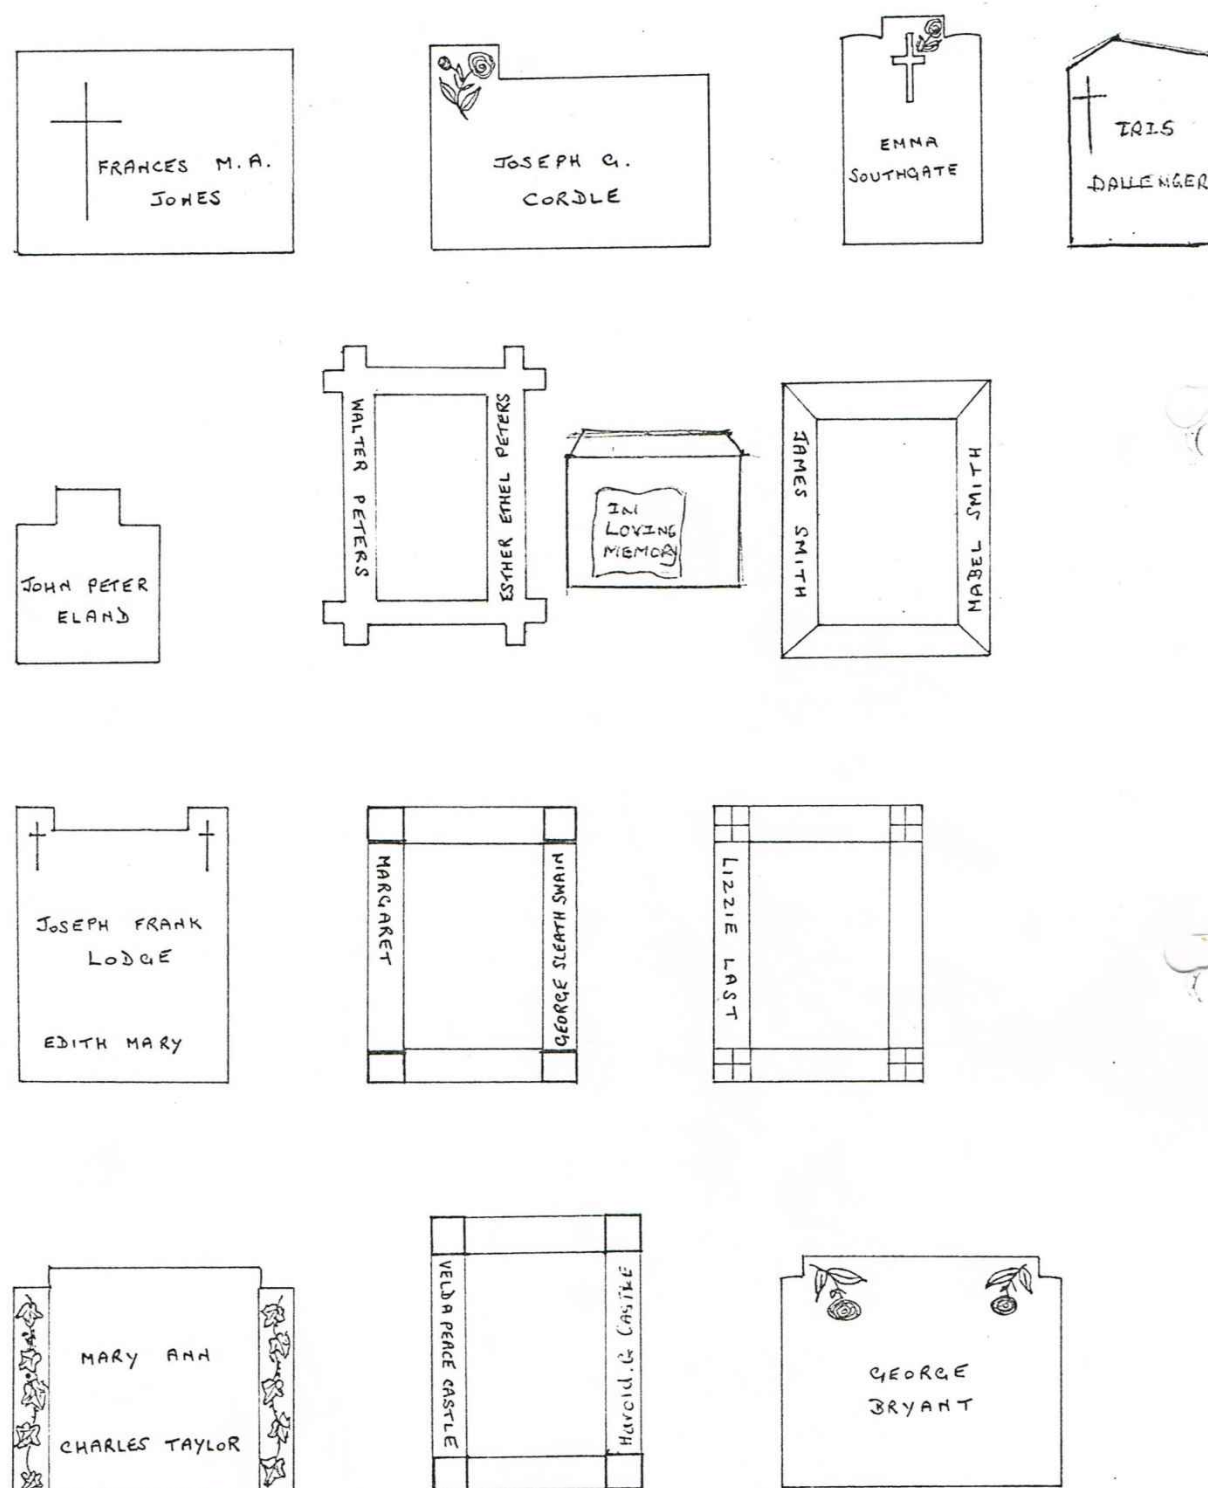 FRANCES M.A.
JONES
JOSEPH G.
CORDLE
EMMA
SOUTHGATE
IRIS
DALLENGER
JOHN PETER
ELAND
WALTER PETERS
ESTHER ETHEL PETERS
IN
LOVING
MEMORY
JAMES SMITH
MABEL SMITH
JOSEPH FRANK
LODGE
EDITH MARY
MARGARET
GEORGE SLEATH SWAIN
LIZZIE LAST
MARY ANN
CHARLES TAYLOR
VELDA PEACE CASTLE
Harold.G Castle
GEORGE
BRYANT